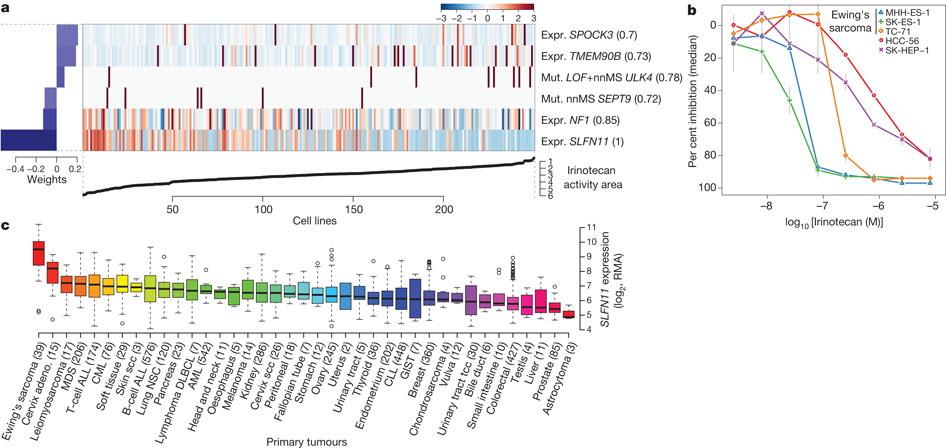 a
−3 −2 −1 0 1 2 3
Expr. SPOCK3 (0.7)
Expr. TMEM90B (0.73)
Mut. LOF+nnMS ULK4 (0.78)
Mut. nnMS SEPT9 (0.72)
Expr. NF1 (0.85)
Expr. SLFN11 (1)
−0.4 0 0.2
Weights
1
2
3
4
5
6
Irinotecan
activity area
50 100 150 200
Cell lines
b
Ewing's
sarcoma
MHH-ES-1
SK-ES-1
TC-71
HCC-56
SK-HEP-1
0
20
40
60
80
100
Per cent inhibition (median)
−8 −7 −6 −5
log10 [Irinotecan (M)]
c
11
10
9
8
7
6
5
4
SLFN11 expression
(log2, RMA)
Ewing's sarcoma (39)
Cervix adeno. (15)
Leiomyosarcoma (17)
MDS (206)
T-cell ALL (174)
CML (76)
Soft tissue (29)
Skin scc (3)
B-cell ALL (576)
Lung NSC (120)
Pancreas (23)
Lymphoma DLBCL (7)
AML (542)
Head and neck (11)
Oesophagus (5)
Melanoma (14)
Kidney (286)
Cervix scc (26)
Peritoneal (18)
Fallopian tube (7)
Stomach (12)
Ovary (245)
Uterus (2)
Urinary tract (5)
Thyroid (36)
Endometrium (202)
CLL (448)
GIST (7)
Breast (360)
Chondrosarcoma (4)
Vulva (12)
Urinary tract tcc (30)
Bile duct (6)
Small intestine (10)
Colorectal (427)
Testis (4)
Liver (11)
Prostate (85)
Astrocytoma (3)
Primary tumours